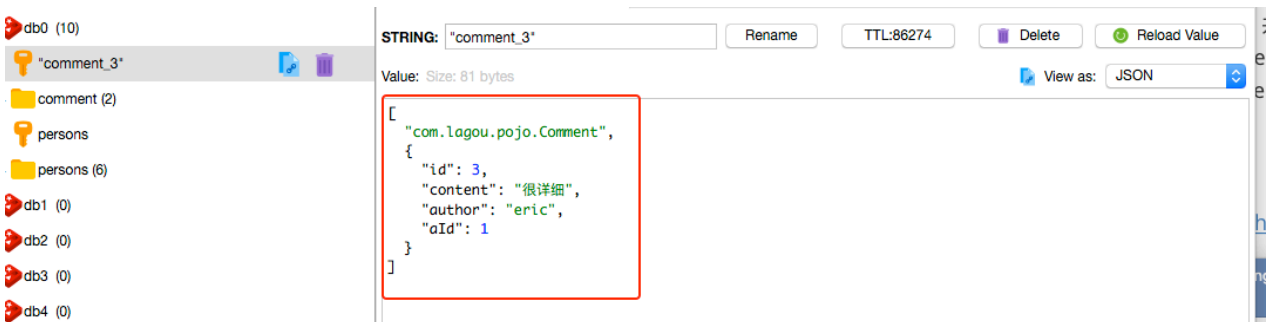 db0 (10)
"comment_3"
comment (2)
persons
persons (6)
db1 (0)
db2 (0)
db3 (0)
db4 (0)
STRING: "comment_3" Rename TTL:86274 Delete Reload Value
Value: Size: 81 bytes View as: JSON
[
"com.lagou.pojo.Comment",
{
"id": 3,
"content": "很详细",
"author": "eric",
"aId": 1
}
]